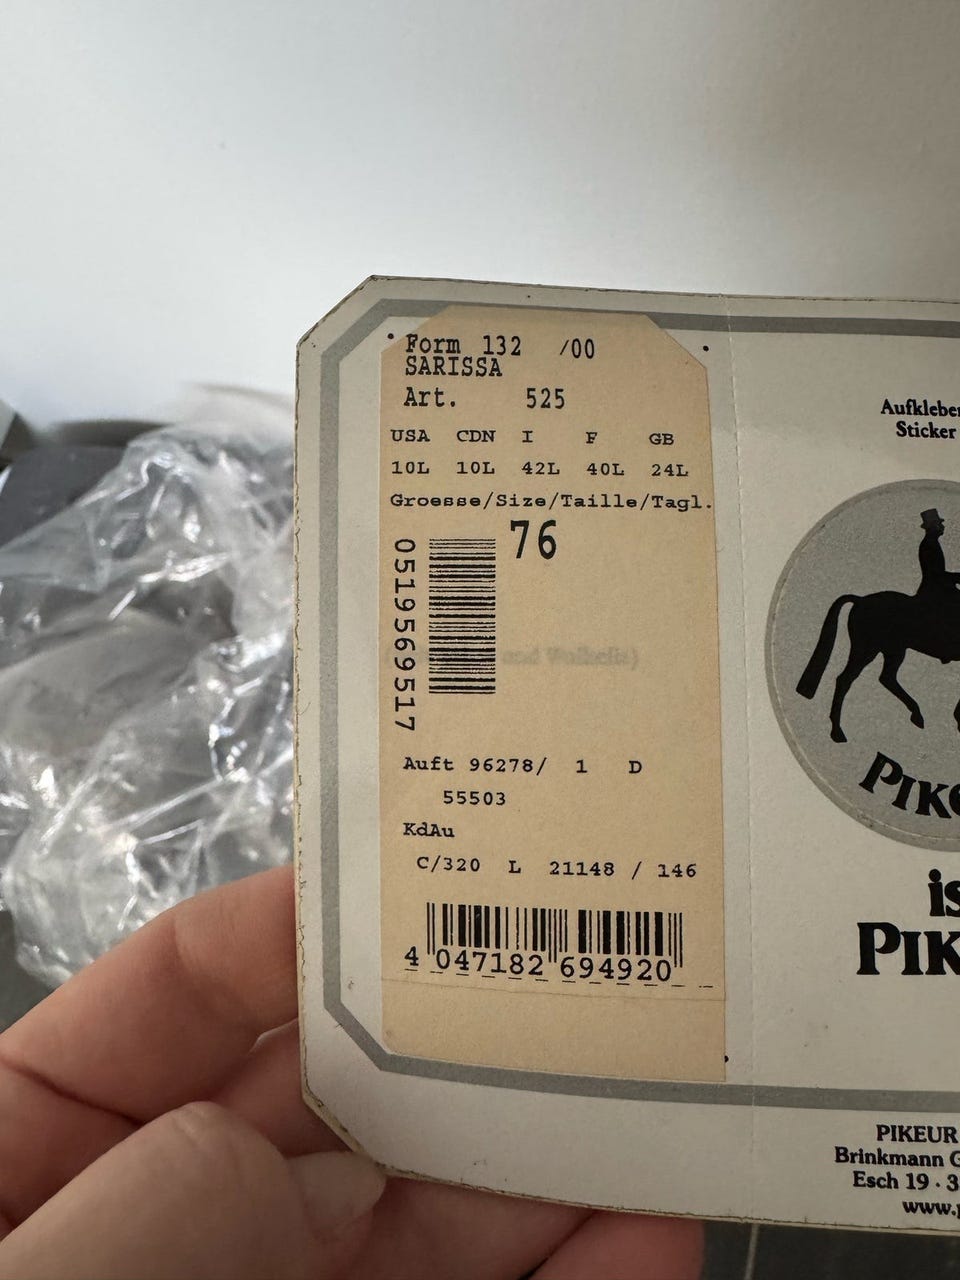 Form 132 /00
SARISSA
Art. 525
USA CDN I F GB
10L 10L 42L 40L 24L
Groesse/Size/Taille/Tagl.
76
0519569517
Auft 96278/ 1 D
55503
KdAu
C/320 L 21148 / 146
4 047182 694920
Aufkleber
Sticker
PIKE
is
PIK
PIKEUR
Brinkmann G
Esch 19 · 3
www.p